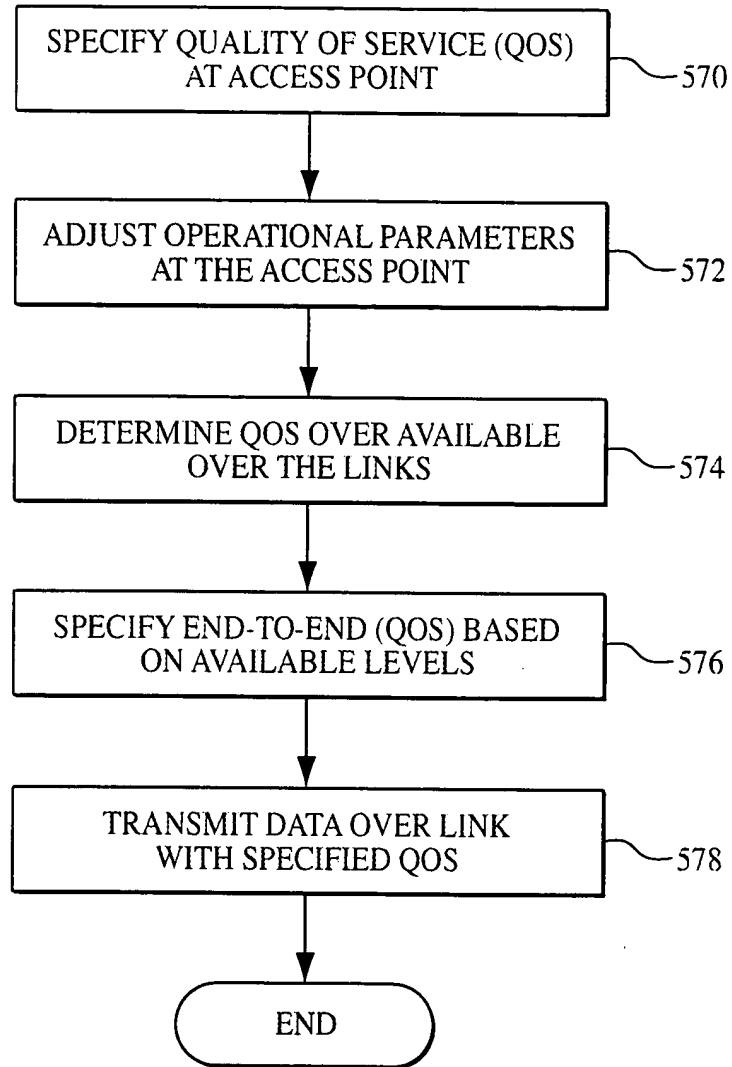 SPECIFY QUALITY OF SERVICE (QOS)
AT ACCESS POINT
570
ADJUST OPERATIONAL PARAMETERS
AT THE ACCESS POINT
572
DETERMINE QOS OVER AVAILABLE
OVER THE LINKS
574
SPECIFY END-TO-END (QOS) BASED
ON AVAILABLE LEVELS
576
TRANSMIT DATA OVER LINK
WITH SPECIFIED QOS
578
END